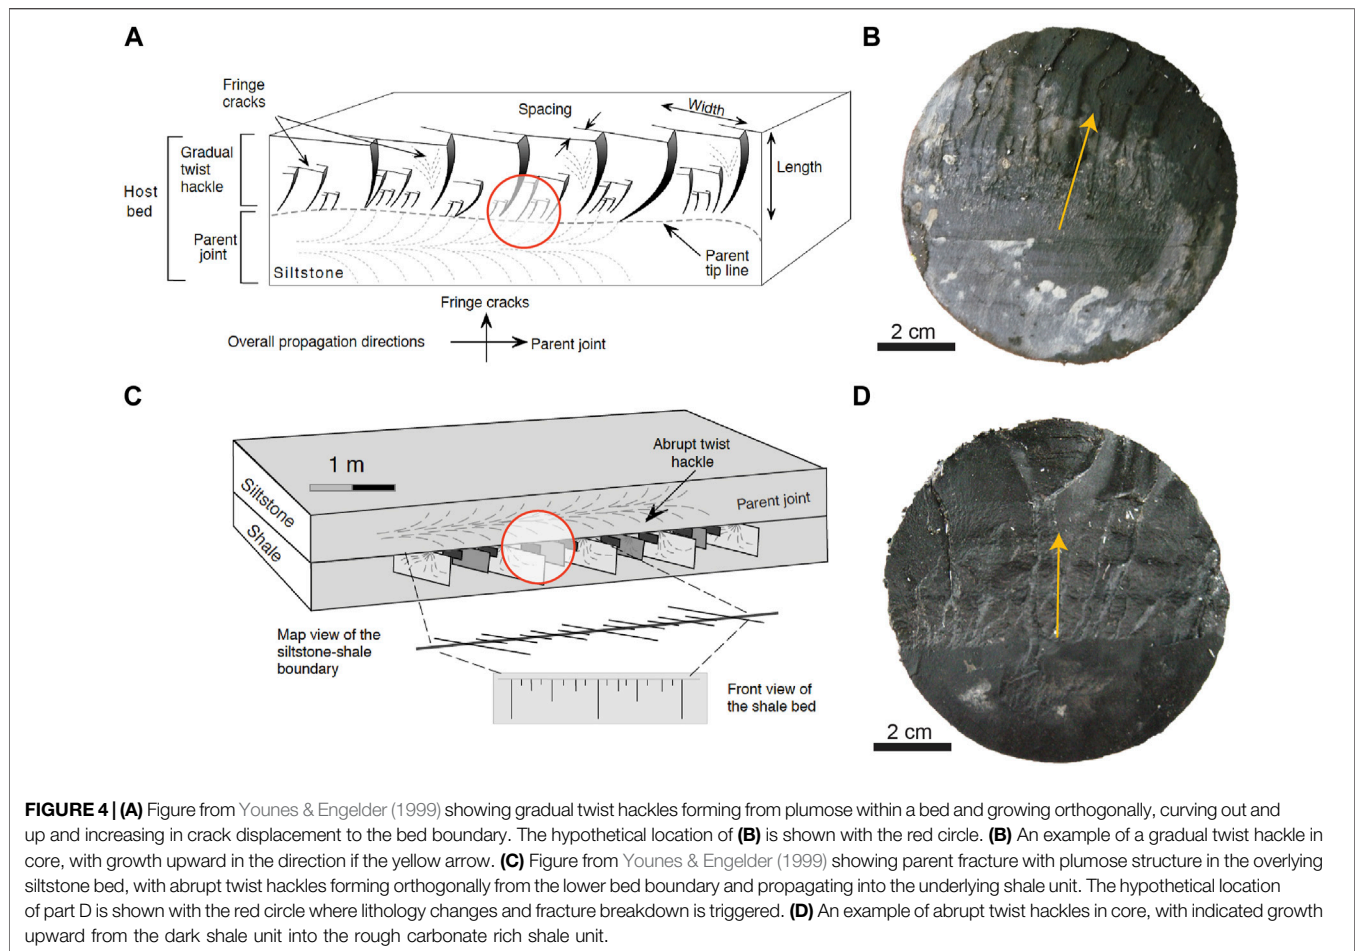 A
Fringe
cracks
Spacing
Width
Gradual
twist
hackle
Host
bed
Length
Parent
joint
Parent
tip line
Siltstone
Fringe cracks
Overall propagation directions
Parent joint
B
2 cm
C
1 m
Abrupt twist
hackle
Siltstone
Parent joint
Shale
Map view of the
siltstone-shale
boundary
Front view of
the shale bed
D
2 cm
FIGURE 4 | (A) Figure from Younes & Engelder (1999) showing gradual twist hackles forming from plumose within a bed and growing orthogonally, curving out and
up and increasing in crack displacement to the bed boundary. The hypothetical location of (B) is shown with the red circle. (B) An example of a gradual twist hackle in
core, with growth upward in the direction if the yellow arrow. (C) Figure from Younes & Engelder (1999) showing parent fracture with plumose structure in the overlying
siltstone bed, with abrupt twist hackles forming orthogonally from the lower bed boundary and propagating into the underlying shale unit. The hypothetical location
of part D is shown with the red circle where lithology changes and fracture breakdown is triggered. (D) An example of abrupt twist hackles in core, with indicated growth
upward from the dark shale unit into the rough carbonate rich shale unit.